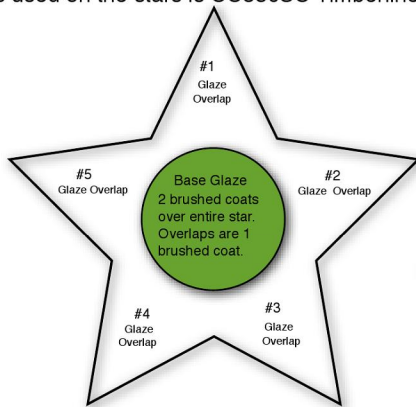 #1
Glaze
Overlap
#5
Glaze Overlap
#2
Glaze Overlap
Base Glaze
2 brushed coats
over entire star.
Overlaps are 1
brushed coat.
#4
Glaze
Overlap
#3
Glaze
Overlap